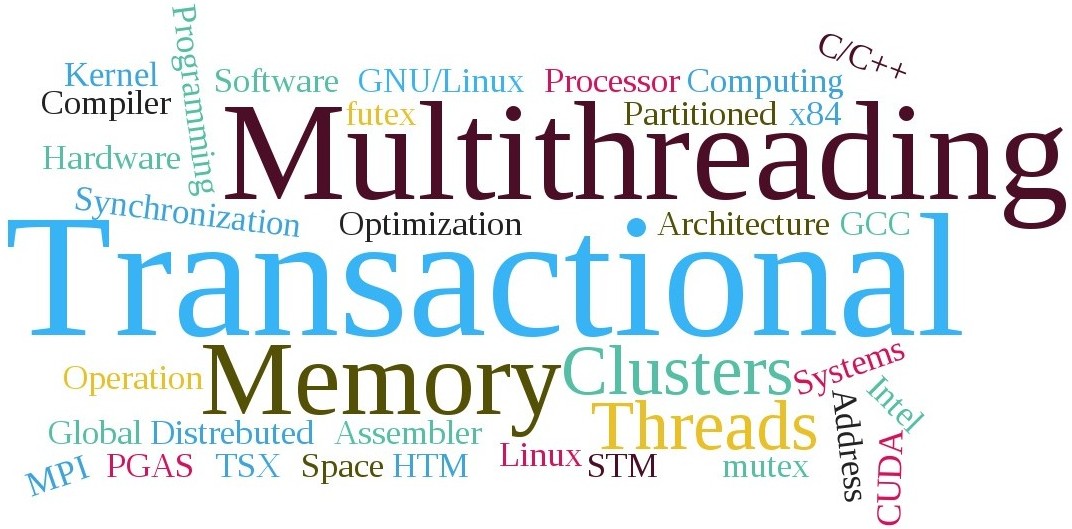 Programming
C/C++
Kernel Software GNU/Linux Processor Computing
Compiler futex Partitioned x84
Multithreading
Hardware
Synchronization Optimization Architecture GCC
Transactional
Memory Clusters Systems
Operation Threads Intel
Global Distrebuted Assembler Address
MPI PGAS TSX Space HTM Linux STM mutex CUDA